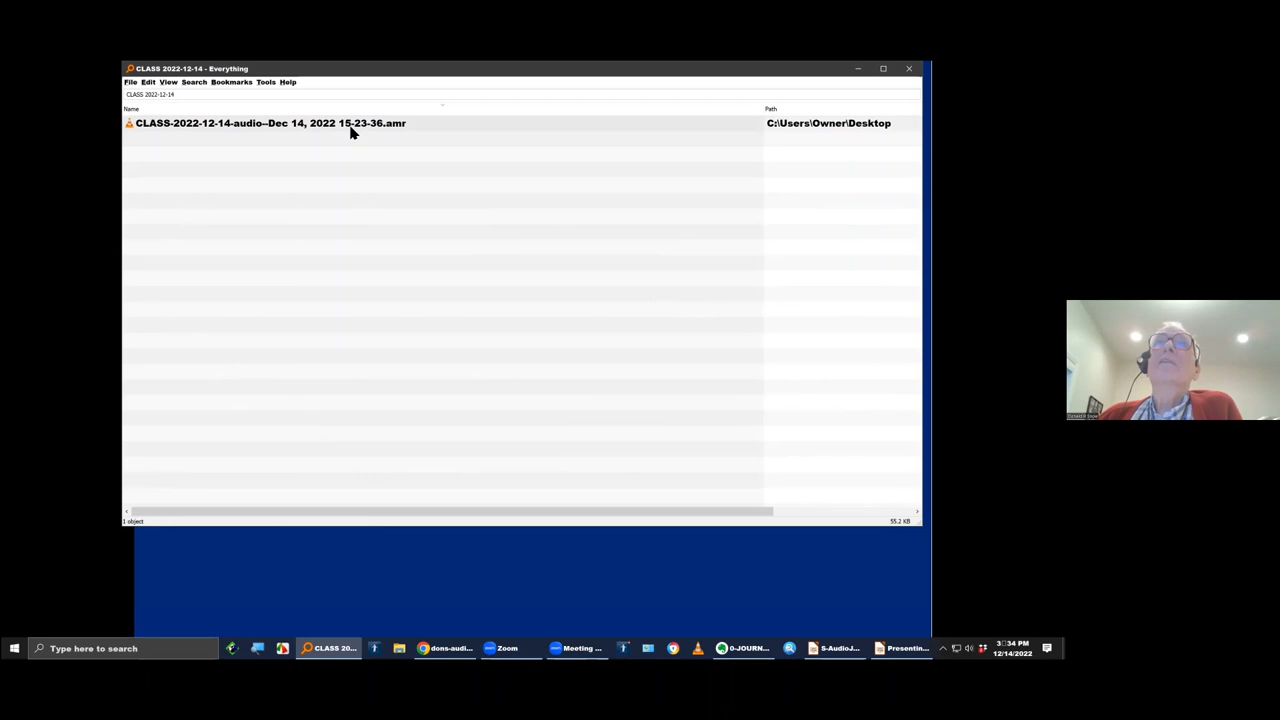 CLASS 2022-12-14 - Everything
File Edit View Search Bookmarks Tools Help
CLASS 2022-12-14
Name Path
CLASS-2022-12-14-audio--Dec 14, 2022 15-23-36.amr C:\Users\Owner\Desktop
1 object 55.2 KB
Type here to search CLASS 20... dons-audi... Zoom Meeting ... 0-JOURN... S-AudioJ... Presentin... 3:34 PM
12/14/2022